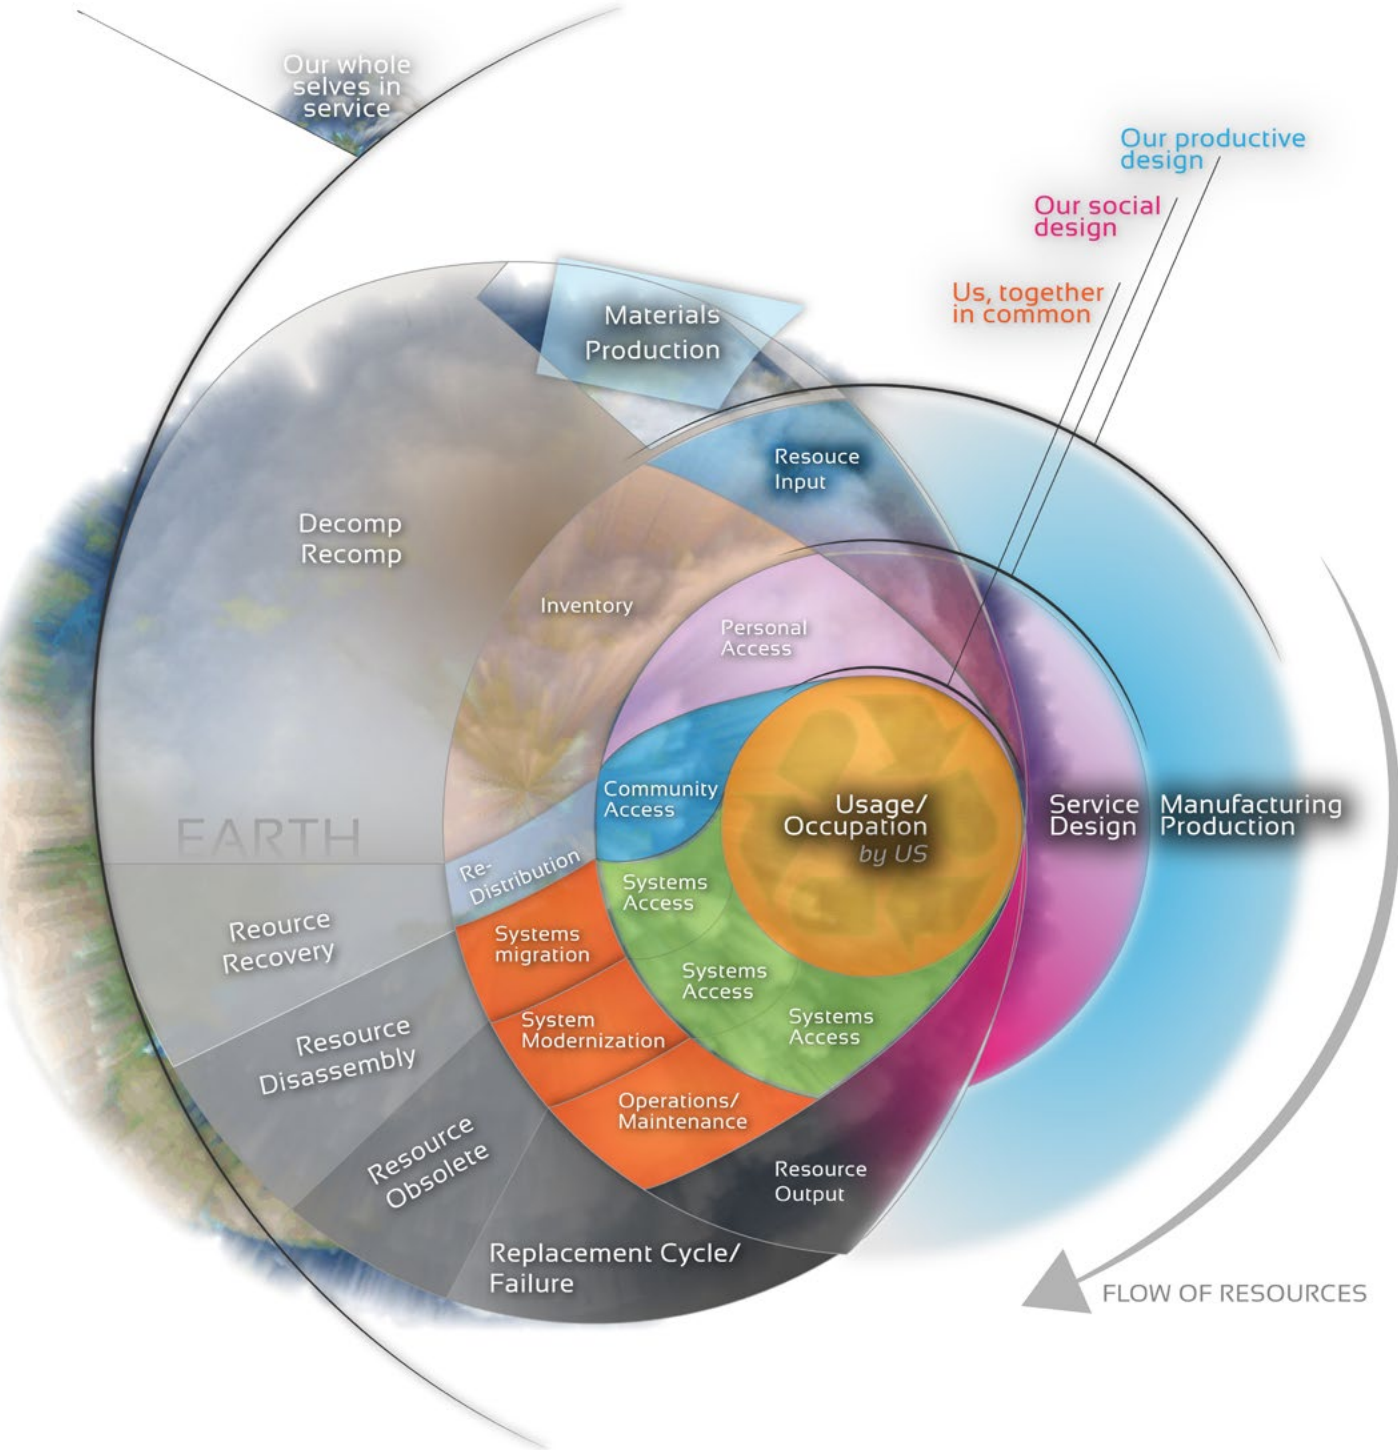 Our whole
selves in
service
Our productive
design
Our social
design
Us, together
in common
Materials
Production
Resouce
Input
Decomp
Recomp
Inventory
Personal
Access
Community
Access
Usage/
Occupation
by US
Service
Design
Manufacturing
Production
EARTH
Re-
Distribution
Systems
Access
Reource
Recovery
Systems
migration
Systems
Access
Systems
Access
System
Modernization
Resource
Disassembly
Operations/
Maintenance
Resource
Obsolete
Resource
Output
Replacement Cycle/
Failure
FLOW OF RESOURCES